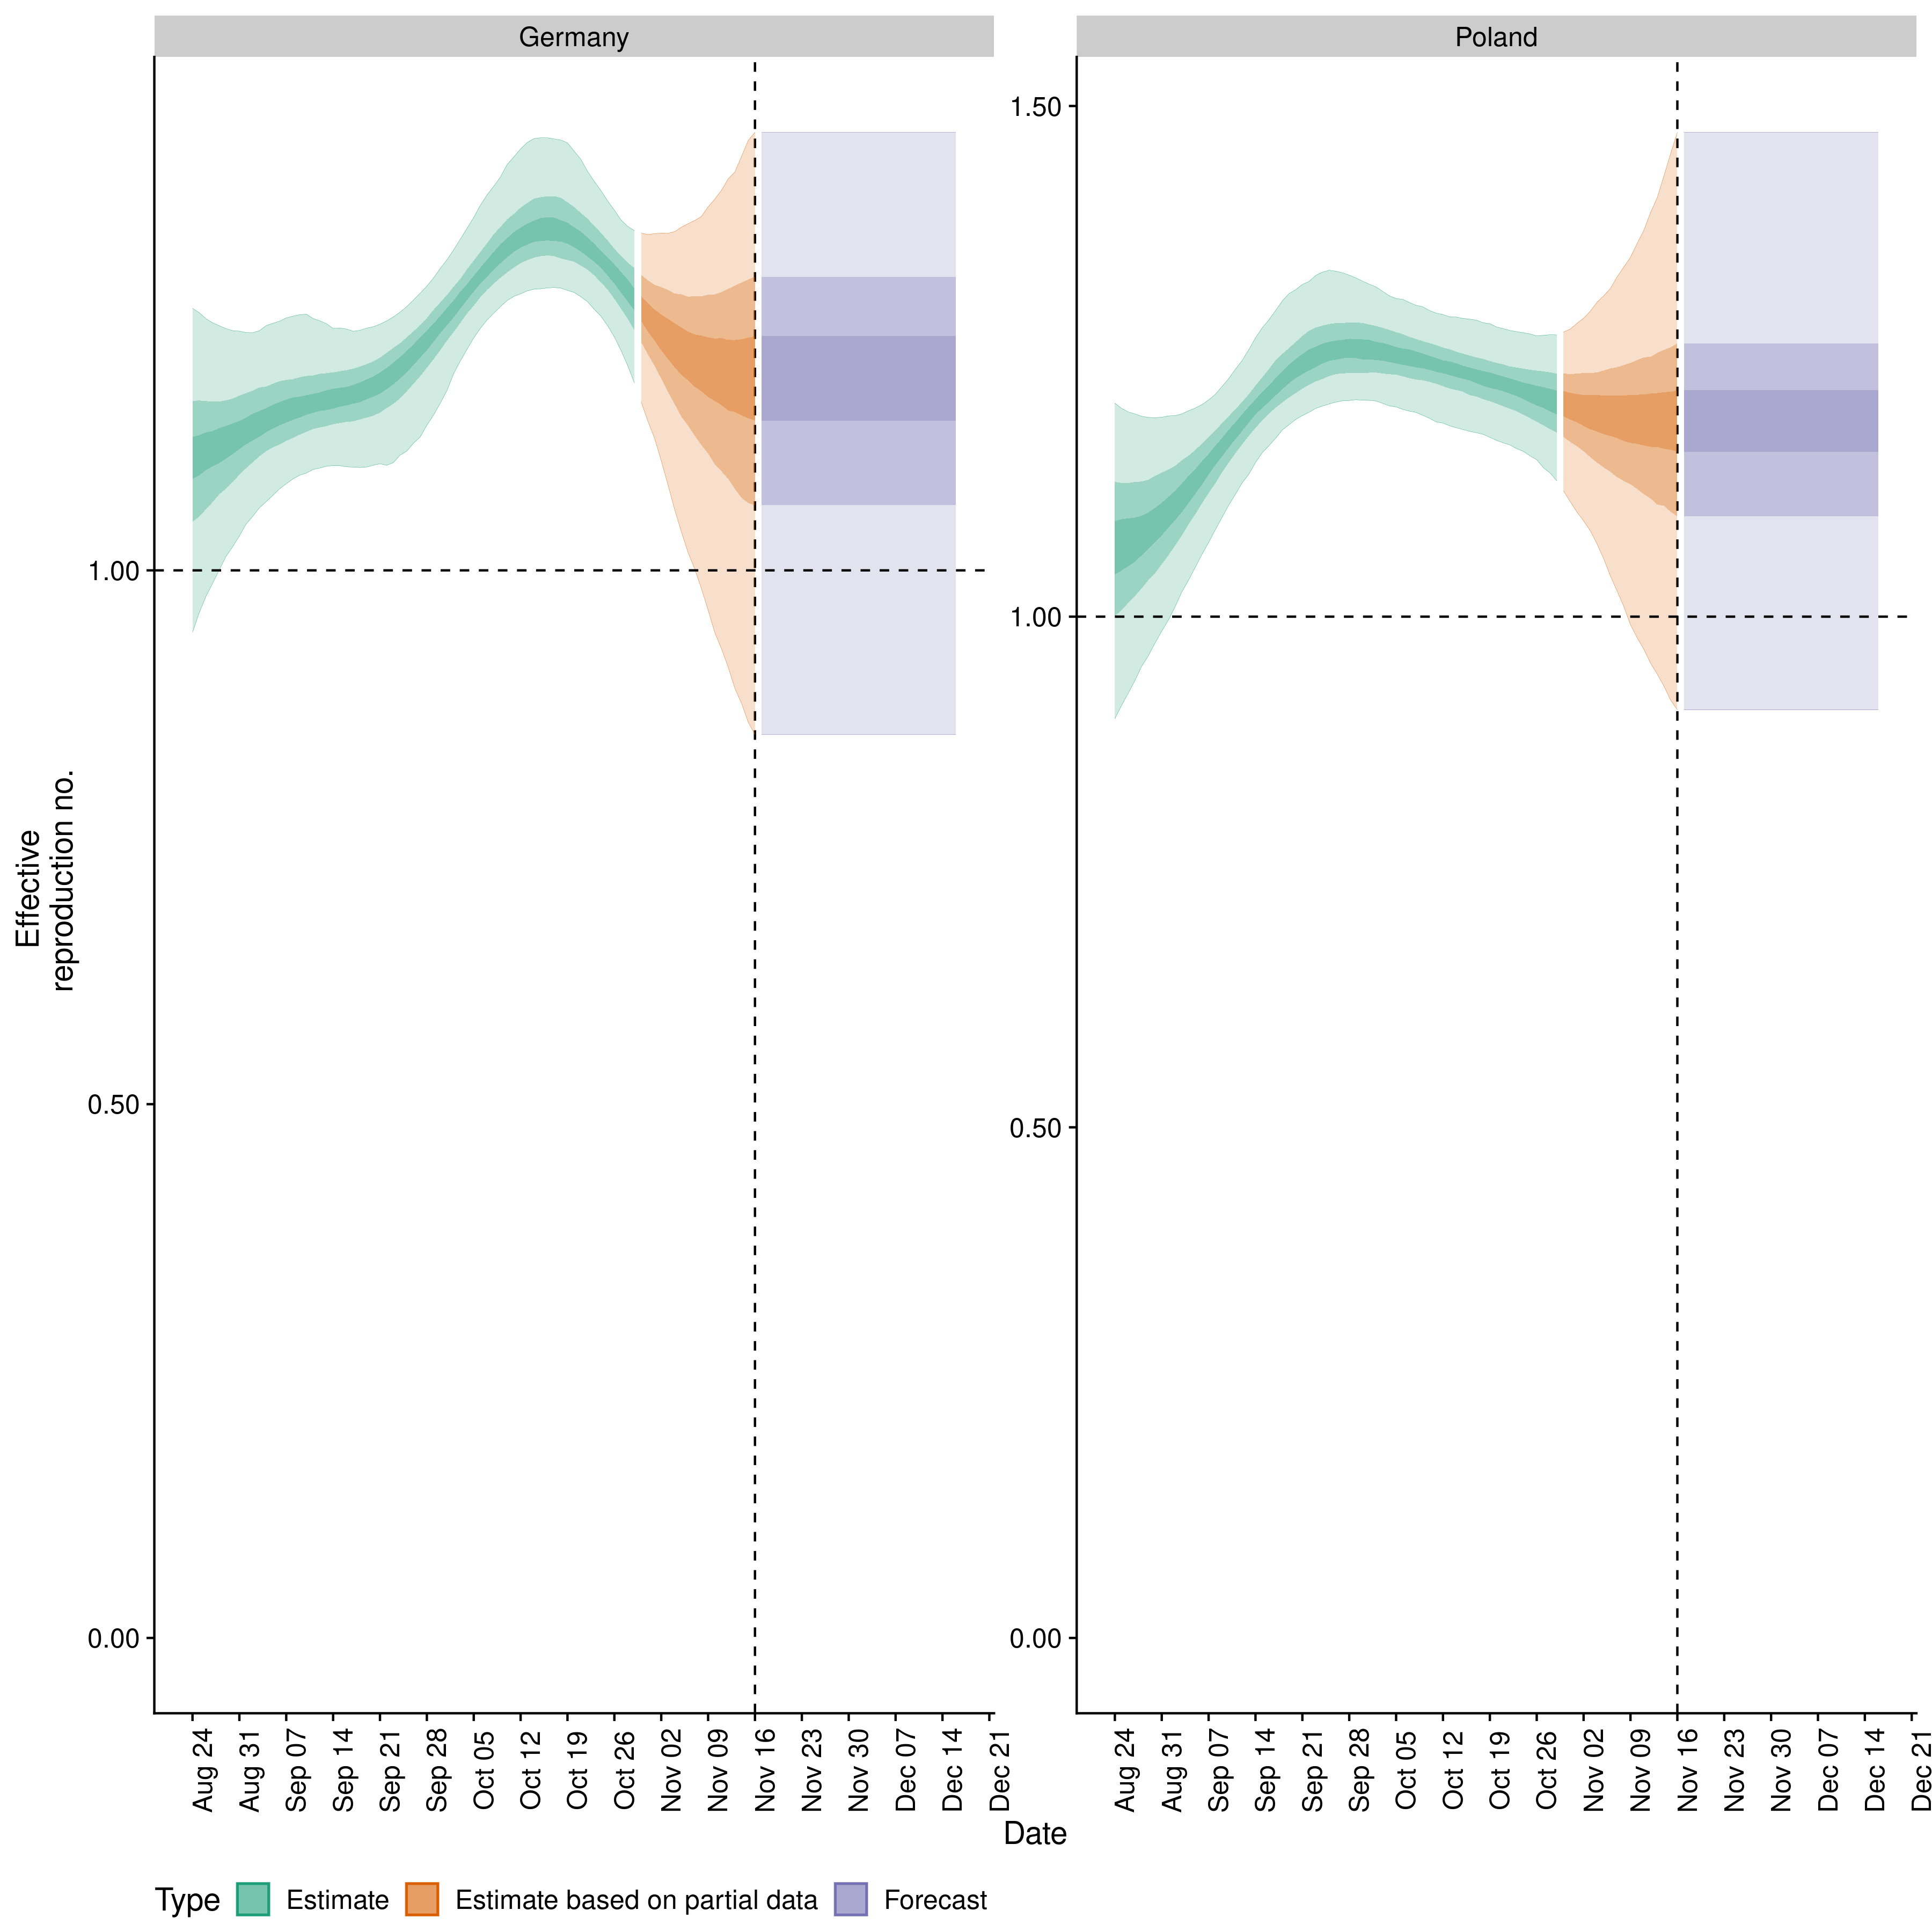 Germany
Poland
Effective
reproduction no.
1.00
0.50
0.00
1.50
1.00
0.50
0.00
Aug 24
Aug 31
Sep 07
Sep 14
Sep 21
Sep 28
Oct 05
Oct 12
Oct 19
Oct 26
Nov 02
Nov 09
Nov 16
Nov 23
Nov 30
Dec 07
Dec 14
Dec 21
Aug 24
Aug 31
Sep 07
Sep 14
Sep 21
Sep 28
Oct 05
Oct 12
Oct 19
Oct 26
Nov 02
Nov 09
Nov 16
Nov 23
Nov 30
Dec 07
Dec 14
Dec 21
Date
Type Estimate Estimate based on partial data Forecast